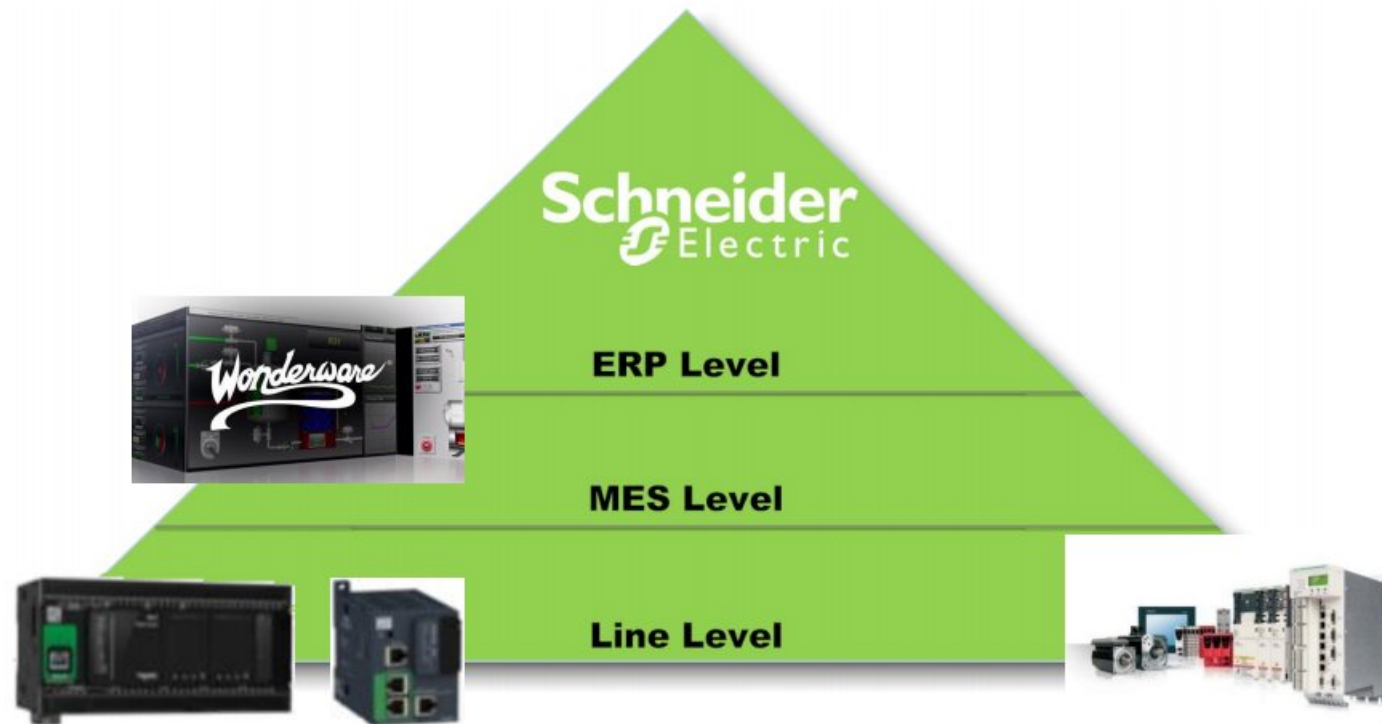 Schneider
Electric
Wonderware
ERP Level
MES Level
Line Level